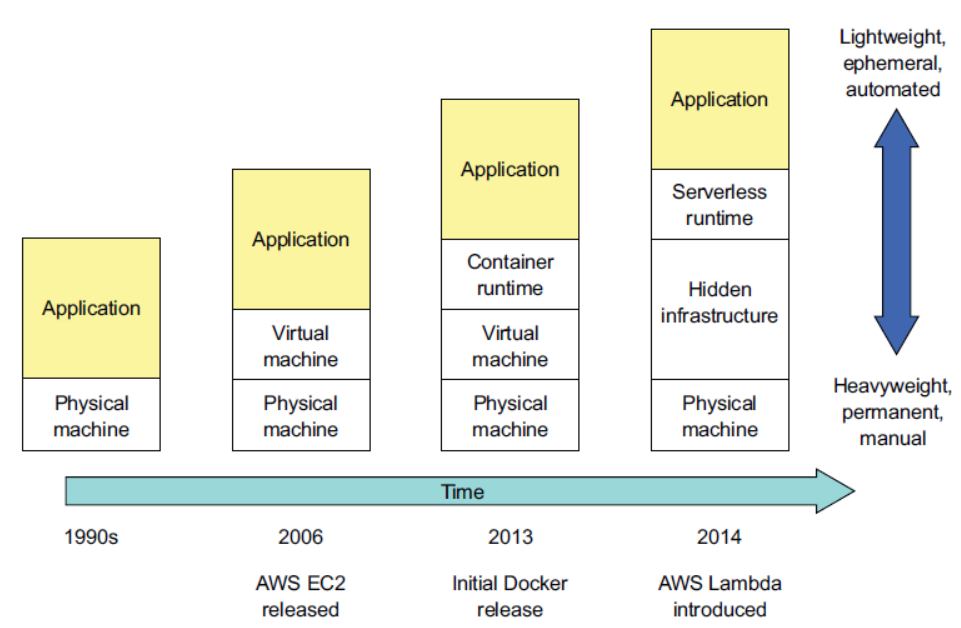 Application
Physical
machine
Application
Virtual
machine
Physical
machine
Application
Container
runtime
Virtual
machine
Physical
machine
Application
Serverless
runtime
Hidden
infrastructure
Physical
machine
Lightweight,
ephemeral,
automated
Heavyweight,
permanent,
manual
Time
1990s
2006
AWS EC2
released
2013
Initial Docker
release
2014
AWS Lambda
introduced